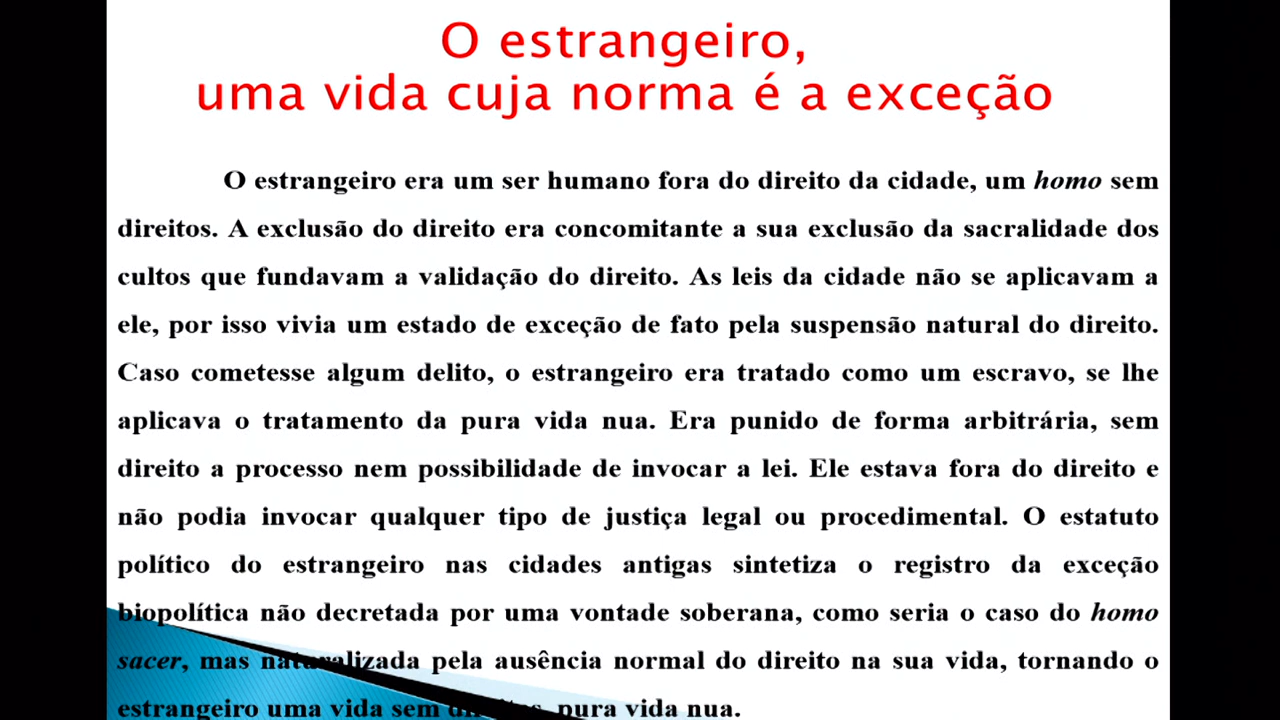 O estrangeiro,
uma vida cuja norma é a exceção
O estrangeiro era um ser humano fora do direito da cidade, um homo sem
direitos. A exclusão do direito era concomitante a sua exclusão da sacralidade dos
cultos que fundavam a validação do direito. As leis da cidade não se aplicavam a
ele, por isso vivia um estado de exceção de fato pela suspensão natural do direito.
Caso cometesse algum delito, o estrangeiro era tratado como um escravo, se lhe
aplicava o tratamento da pura vida nua. Era punido de forma arbitrária, sem
direito a processo nem possibilidade de invocar a lei. Ele estava fora do direito e
não podia invocar qualquer tipo de justiça legal ou procedimental. O estatuto
político do estrangeiro nas cidades antigas sintetiza o registro da exceção
biopolítica não decretada por uma vontade soberana, como seria o caso do homo
sacer, mas naturalizada pela ausência normal do direito na sua vida, tornando o
estrangeiro uma vida sem direitos, pura vida nua.